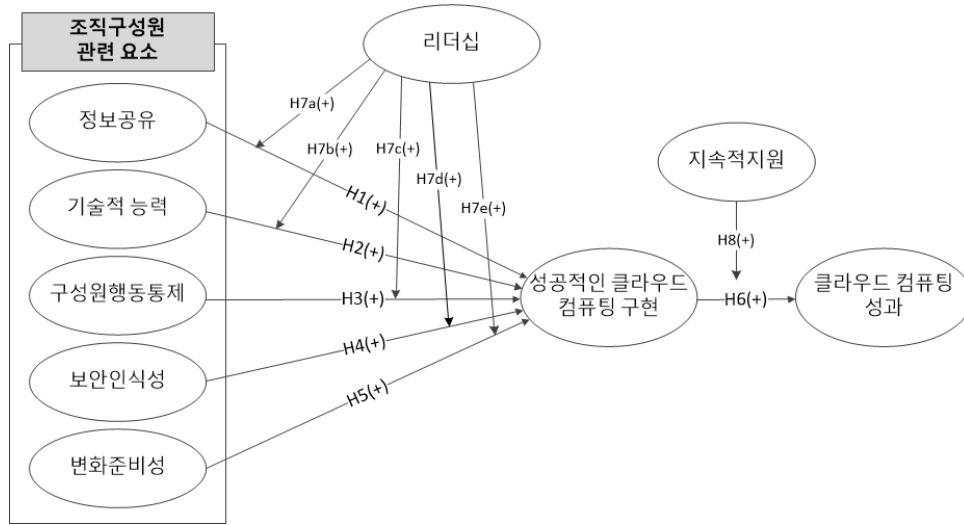 조직구성원
관련 요소
리더십
정보공유
H7a(+)
H7b(+)
H7c(+)
H7d(+)
H7e(+)
지속적지원
H1(+)
기술적 능력
H2(+)
H8(+)
구성원행동통제
H3(+)
성공적인 클라우드
컴퓨팅 구현
H6(+)
클라우드 컴퓨팅
성과
H4(+)
보안인식성
H5(+)
변화준비성